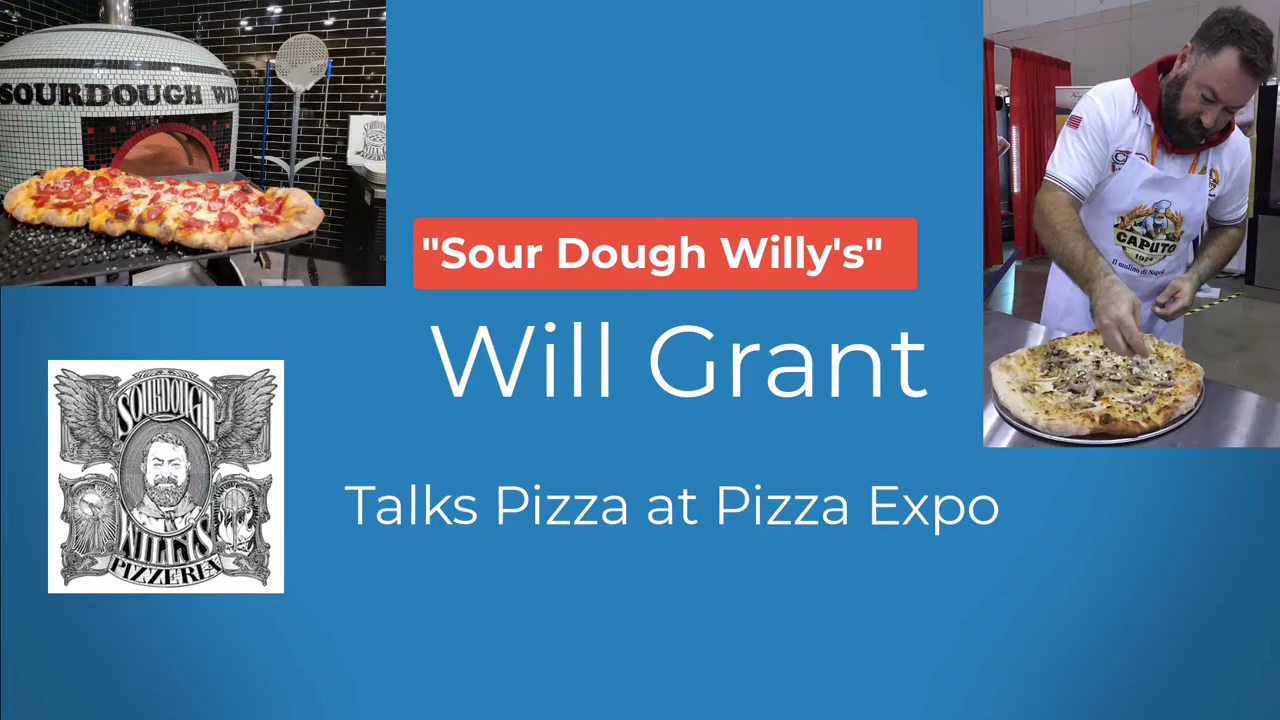 SOURDOUGH WIL
"Sour Dough Willy's"
Will Grant
Talks Pizza at Pizza Expo
CAPUTO
1924
Il mulino di Napoli
SOURDOUGH
WILLYS
PIZZERIA